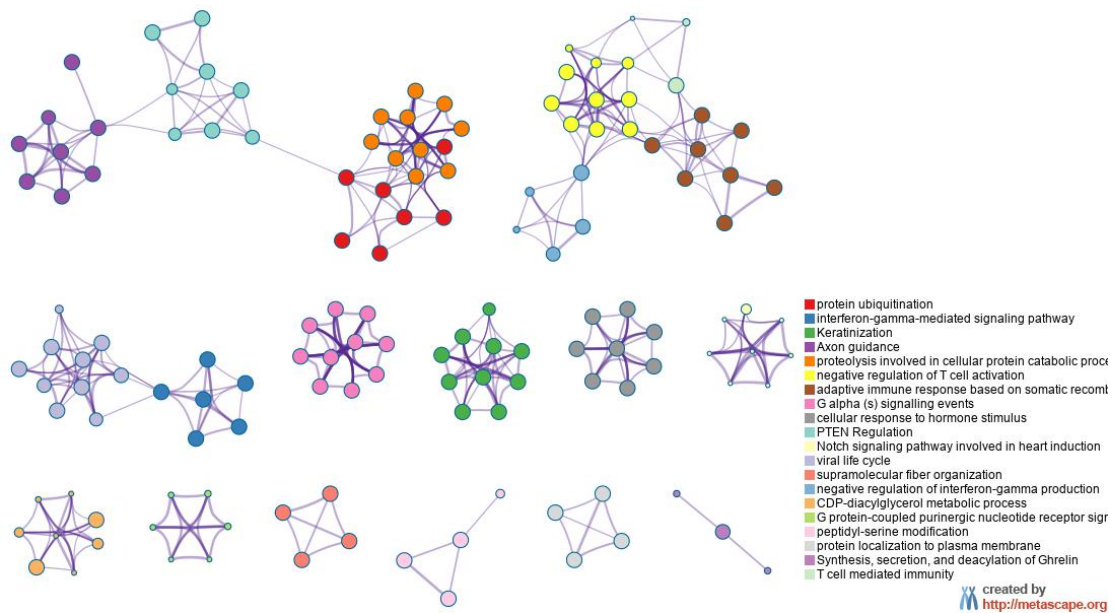 protein ubiquitination
interferon-gamma-mediated signaling pathway
Keratinization
Axon guidance
proteolysis involved in cellular protein catabolic proce
negative regulation of T cell activation
adaptive immune response based on somatic recomb
G alpha (s) signalling events
cellular response to hormone stimulus
PTEN Regulation
Notch signaling pathway involved in heart induction
viral life cycle
supramolecular fiber organization
negative regulation of interferon-gamma production
CDP-diacylglycerol metabolic process
G protein-coupled purinergic nucleotide receptor sign
peptidyl-serine modification
protein localization to plasma membrane
Synthesis, secretion, and deacylation of Ghrelin
T cell mediated immunity
created by
http://metascape.org